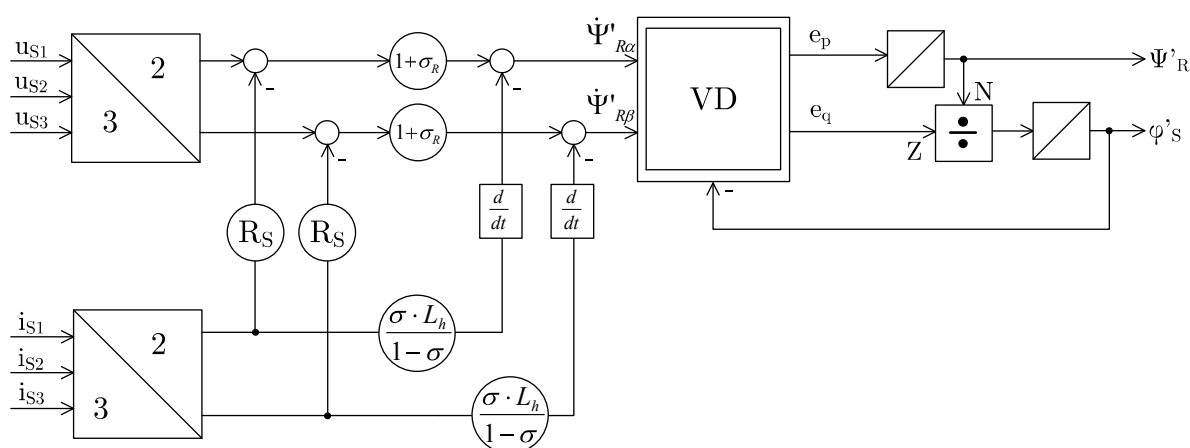 u_S1
u_S2
u_S3
2
3
-
-
1+σ_R
1+σ_R
-
-
Ψ̇'_Rα
Ψ̇'_Rβ
VD
-
e_p
e_q
N
Z
÷
Ψ'_R
φ'_S
R_S
R_S
d/dt
d/dt
i_S1
i_S2
i_S3
2
3
σ · L_h
1 − σ
σ · L_h
1 − σ